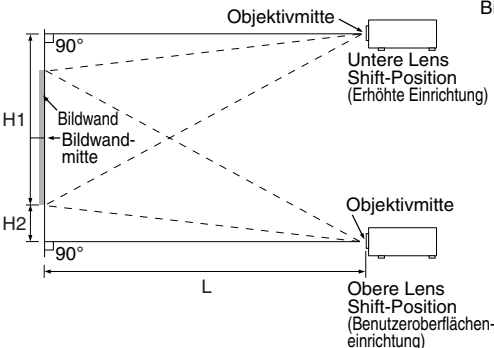 Bi
Objektivmitte
90°
Untere Lens
Shift-Position
(Erhöhte Einrichtung)
H1
Bildwand
Bildwand-
mitte
H2
Objektivmitte
90°
L
Obere Lens
Shift-Position
(Benutzeroberflächen-
einrichtung)